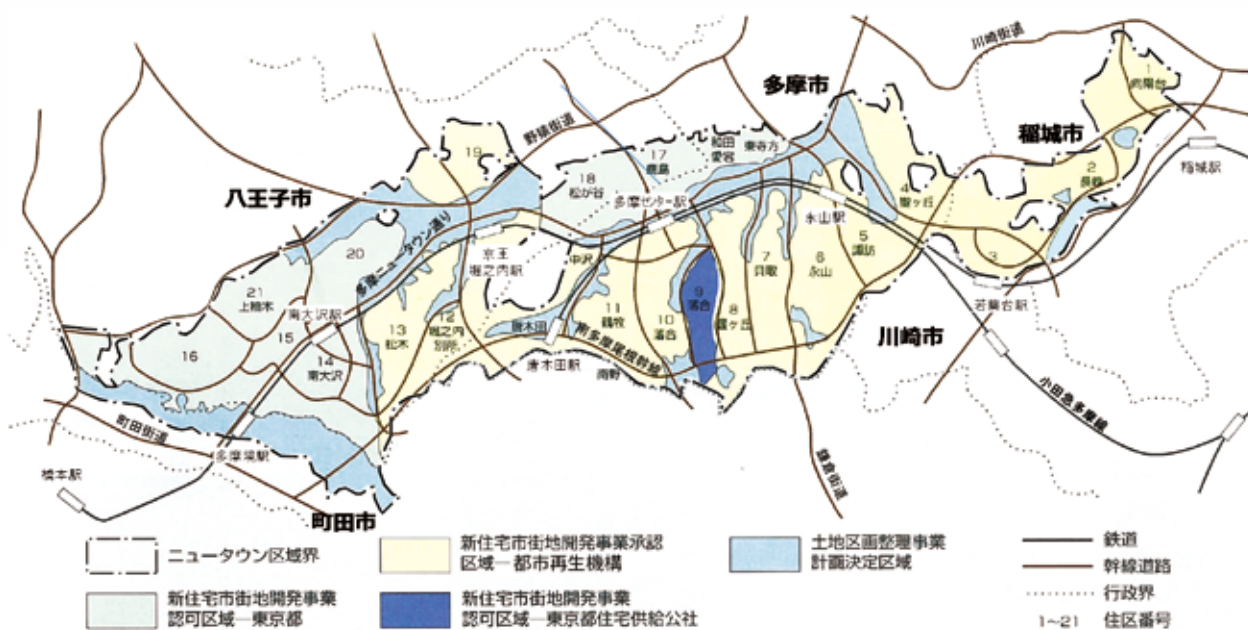 川崎街道
1
向陽台
多摩市
稲城市
野猿街道
和田
愛宕
東寺方
19
17
鹿島
2
長峰
稲城駅
八王子市
18
松が谷
多摩センター駅
4
聖ヶ丘
永山駅
多摩ニュータウン通り
20
京王
堀之内駅
中沢
7
貝取
6
永山
5
諏訪
3
21
上柚木
南大沢駅
9
落合
若葉台駅
15
13
松木
12
堀之内
別所
11
鶴牧
10
落合
8
豊ヶ丘
唐木田
川崎市
16
14
南大沢
南多摩尾根幹線
唐木田駅
南野
小田急多摩線
町田街道
多摩境駅
鎌倉街道
橋本駅
町田市
ニュータウン区域界
新住宅市街地開発事業承認
区域―都市再生機構
土地区画整理事業
計画決定区域
鉄道
幹線道路
新住宅市街地開発事業
認可区域―東京都
新住宅市街地開発事業
認可区域―東京都住宅供給公社
行政界
1~21 住区番号